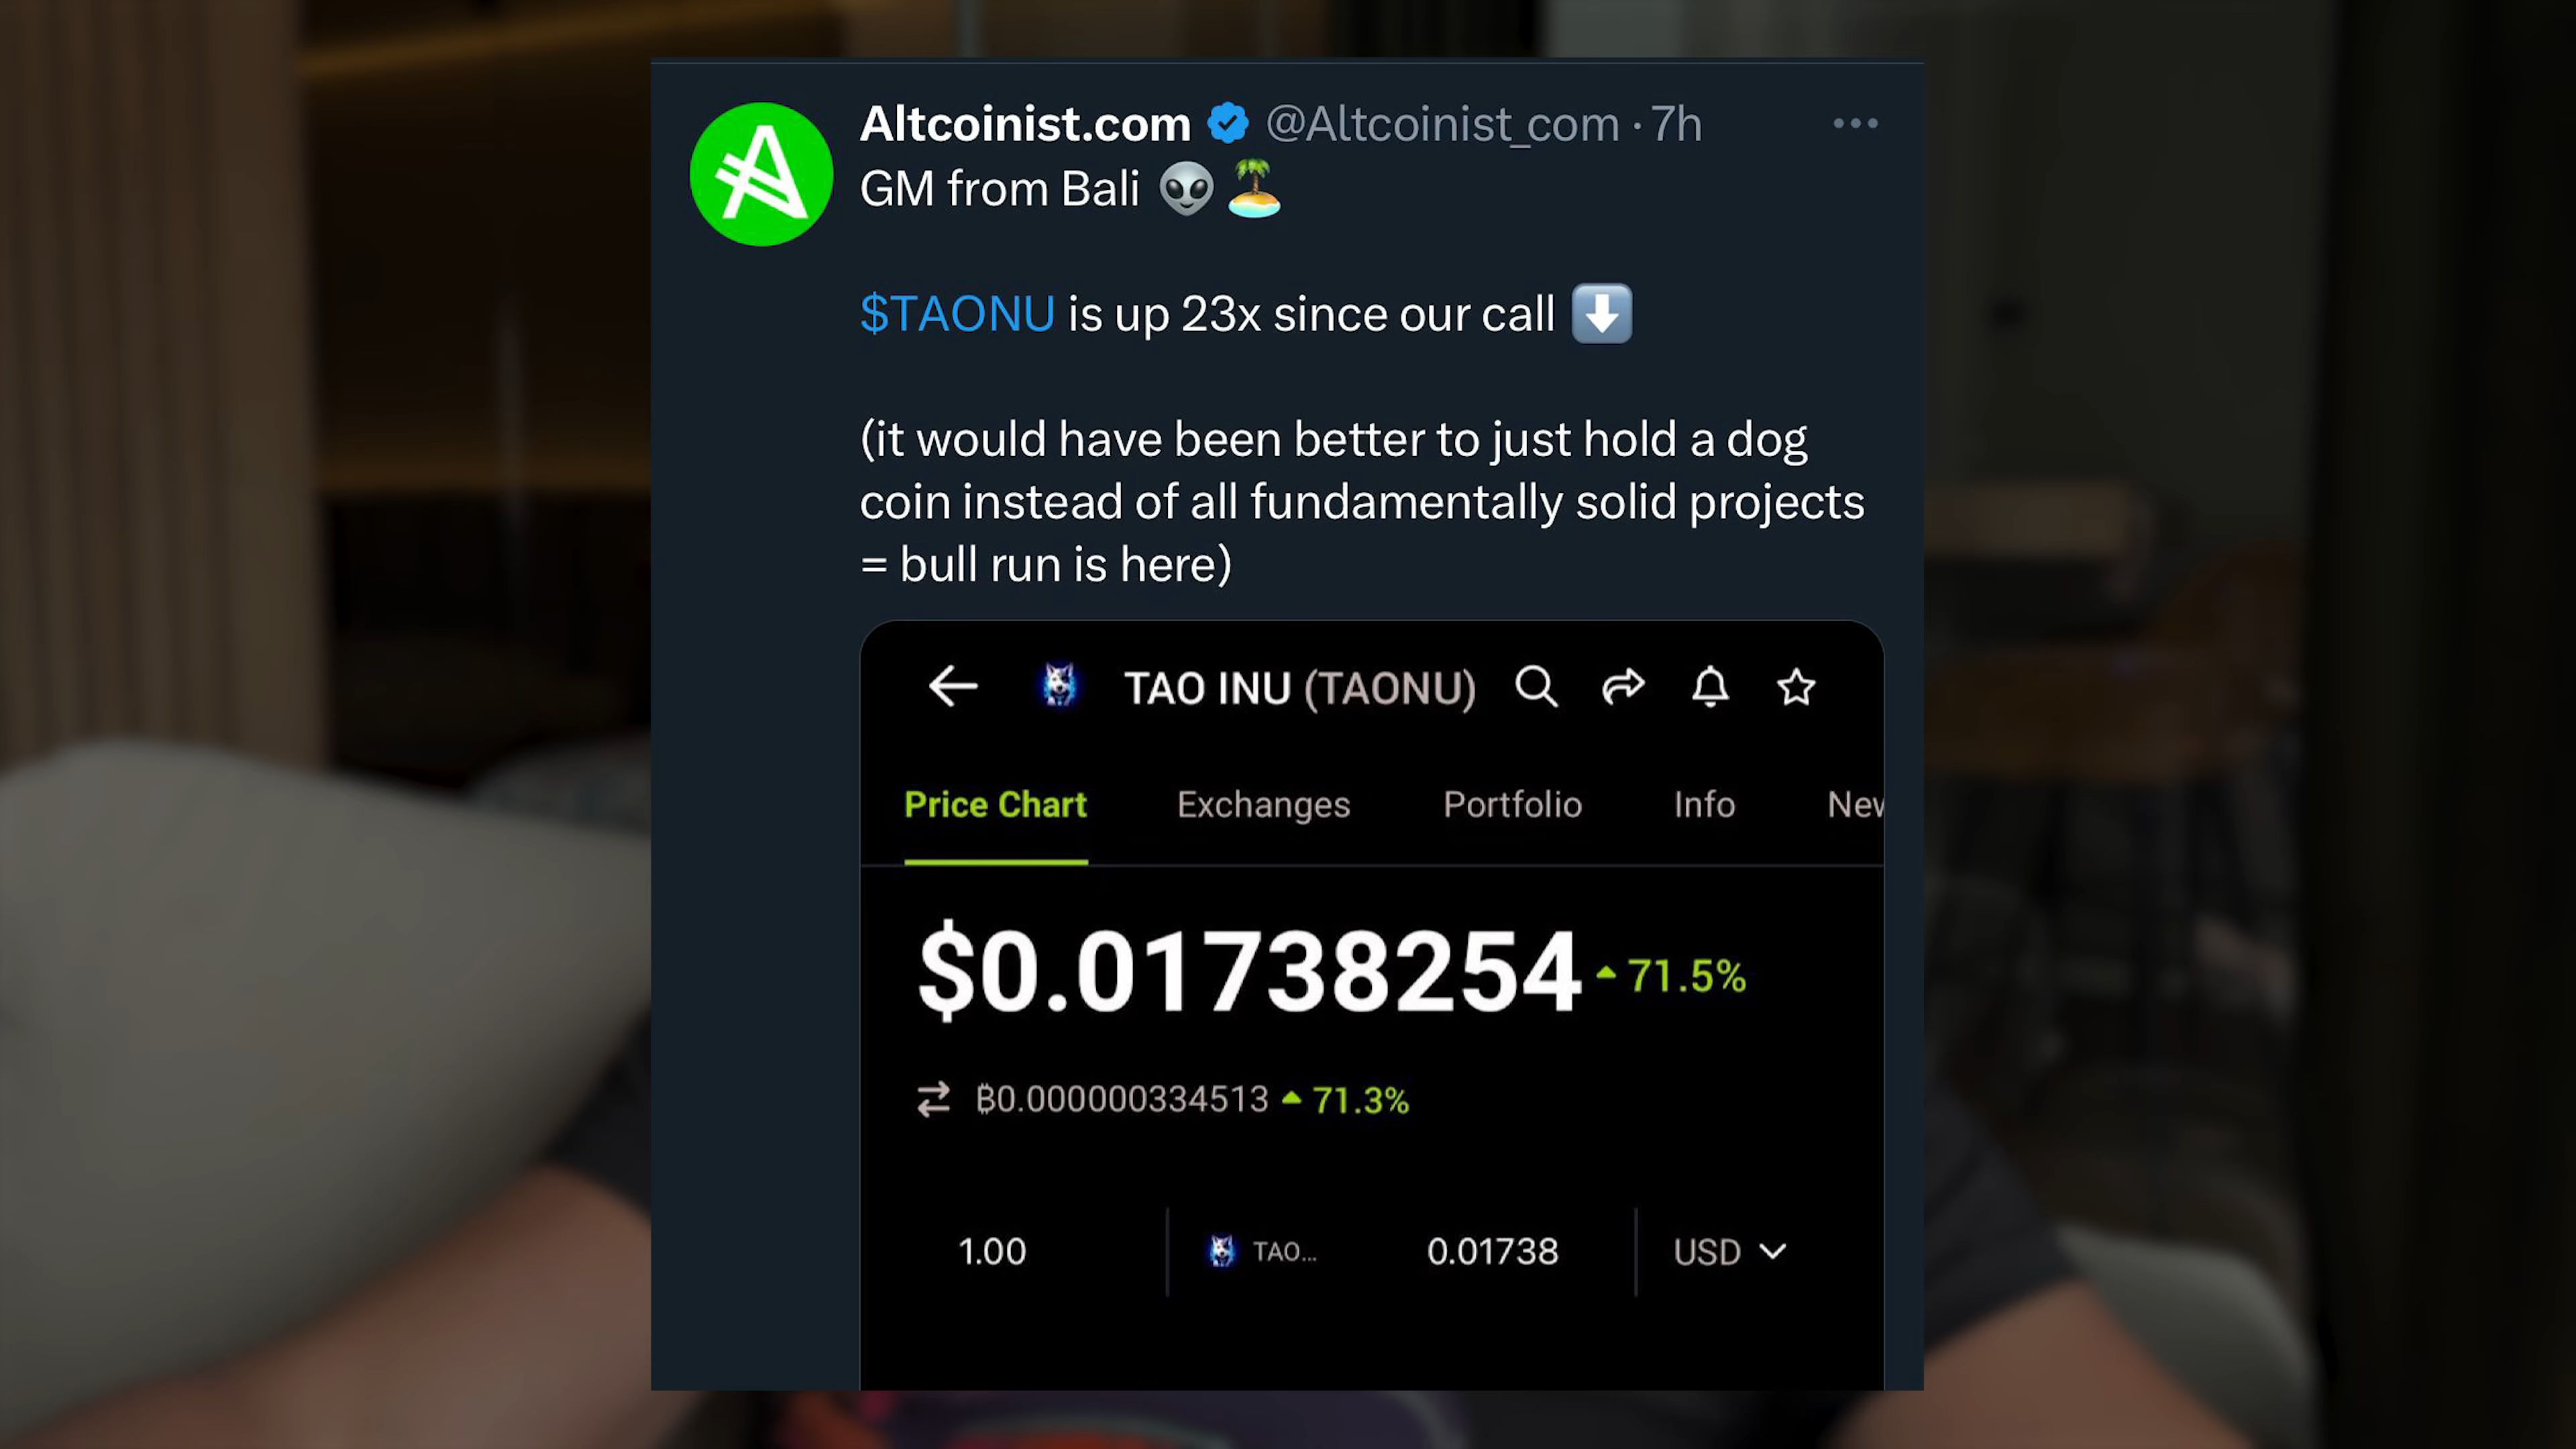 Altcoinist.com @Altcoinist_com · 7h
GM from Bali 👽 🏝️
$TAONU is up 23x since our call ⬇️
(it would have been better to just hold a dog
coin instead of all fundamentally solid projects
= bull run is here)
TAO INU (TAONU)
Price Chart Exchanges Portfolio Info New
$0.01738254 ▲ 71.5%
₿0.000000334513 ▲ 71.3%
1.00 TAO... 0.01738 USD